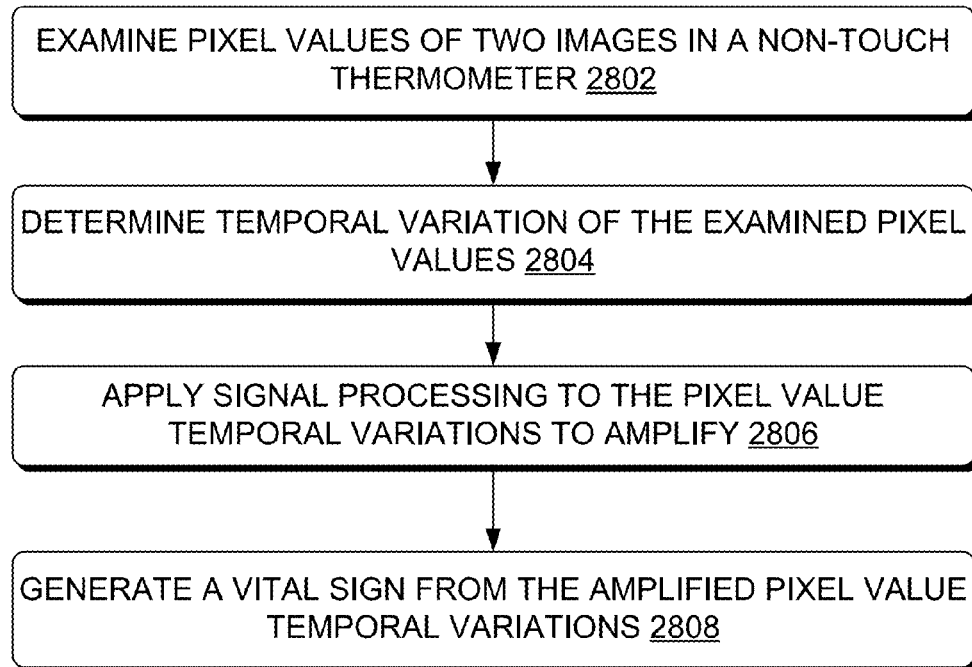 EXAMINE PIXEL VALUES OF TWO IMAGES IN A NON-TOUCH
THERMOMETER 2802
DETERMINE TEMPORAL VARIATION OF THE EXAMINED PIXEL
VALUES 2804
APPLY SIGNAL PROCESSING TO THE PIXEL VALUE
TEMPORAL VARIATIONS TO AMPLIFY 2806
GENERATE A VITAL SIGN FROM THE AMPLIFIED PIXEL VALUE
TEMPORAL VARIATIONS 2808